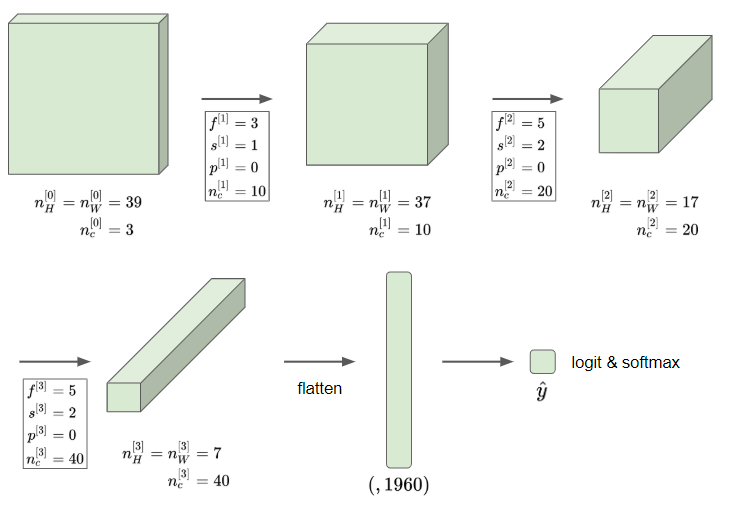 f^{[1]} = 3
s^{[1]} = 1
p^{[1]} = 0
n_c^{[1]} = 10
f^{[2]} = 5
s^{[2]} = 2
p^{[2]} = 0
n_c^{[2]} = 20
n_H^{[0]} = n_W^{[0]} = 39
n_c^{[0]} = 3
n_H^{[1]} = n_W^{[1]} = 37
n_c^{[1]} = 10
n_H^{[2]} = n_W^{[2]} = 17
n_c^{[2]} = 20
f^{[3]} = 5
s^{[3]} = 2
p^{[3]} = 0
n_c^{[3]} = 40
n_H^{[3]} = n_W^{[3]} = 7
n_c^{[3]} = 40
flatten
(, 1960)
logit & softmax
ŷ